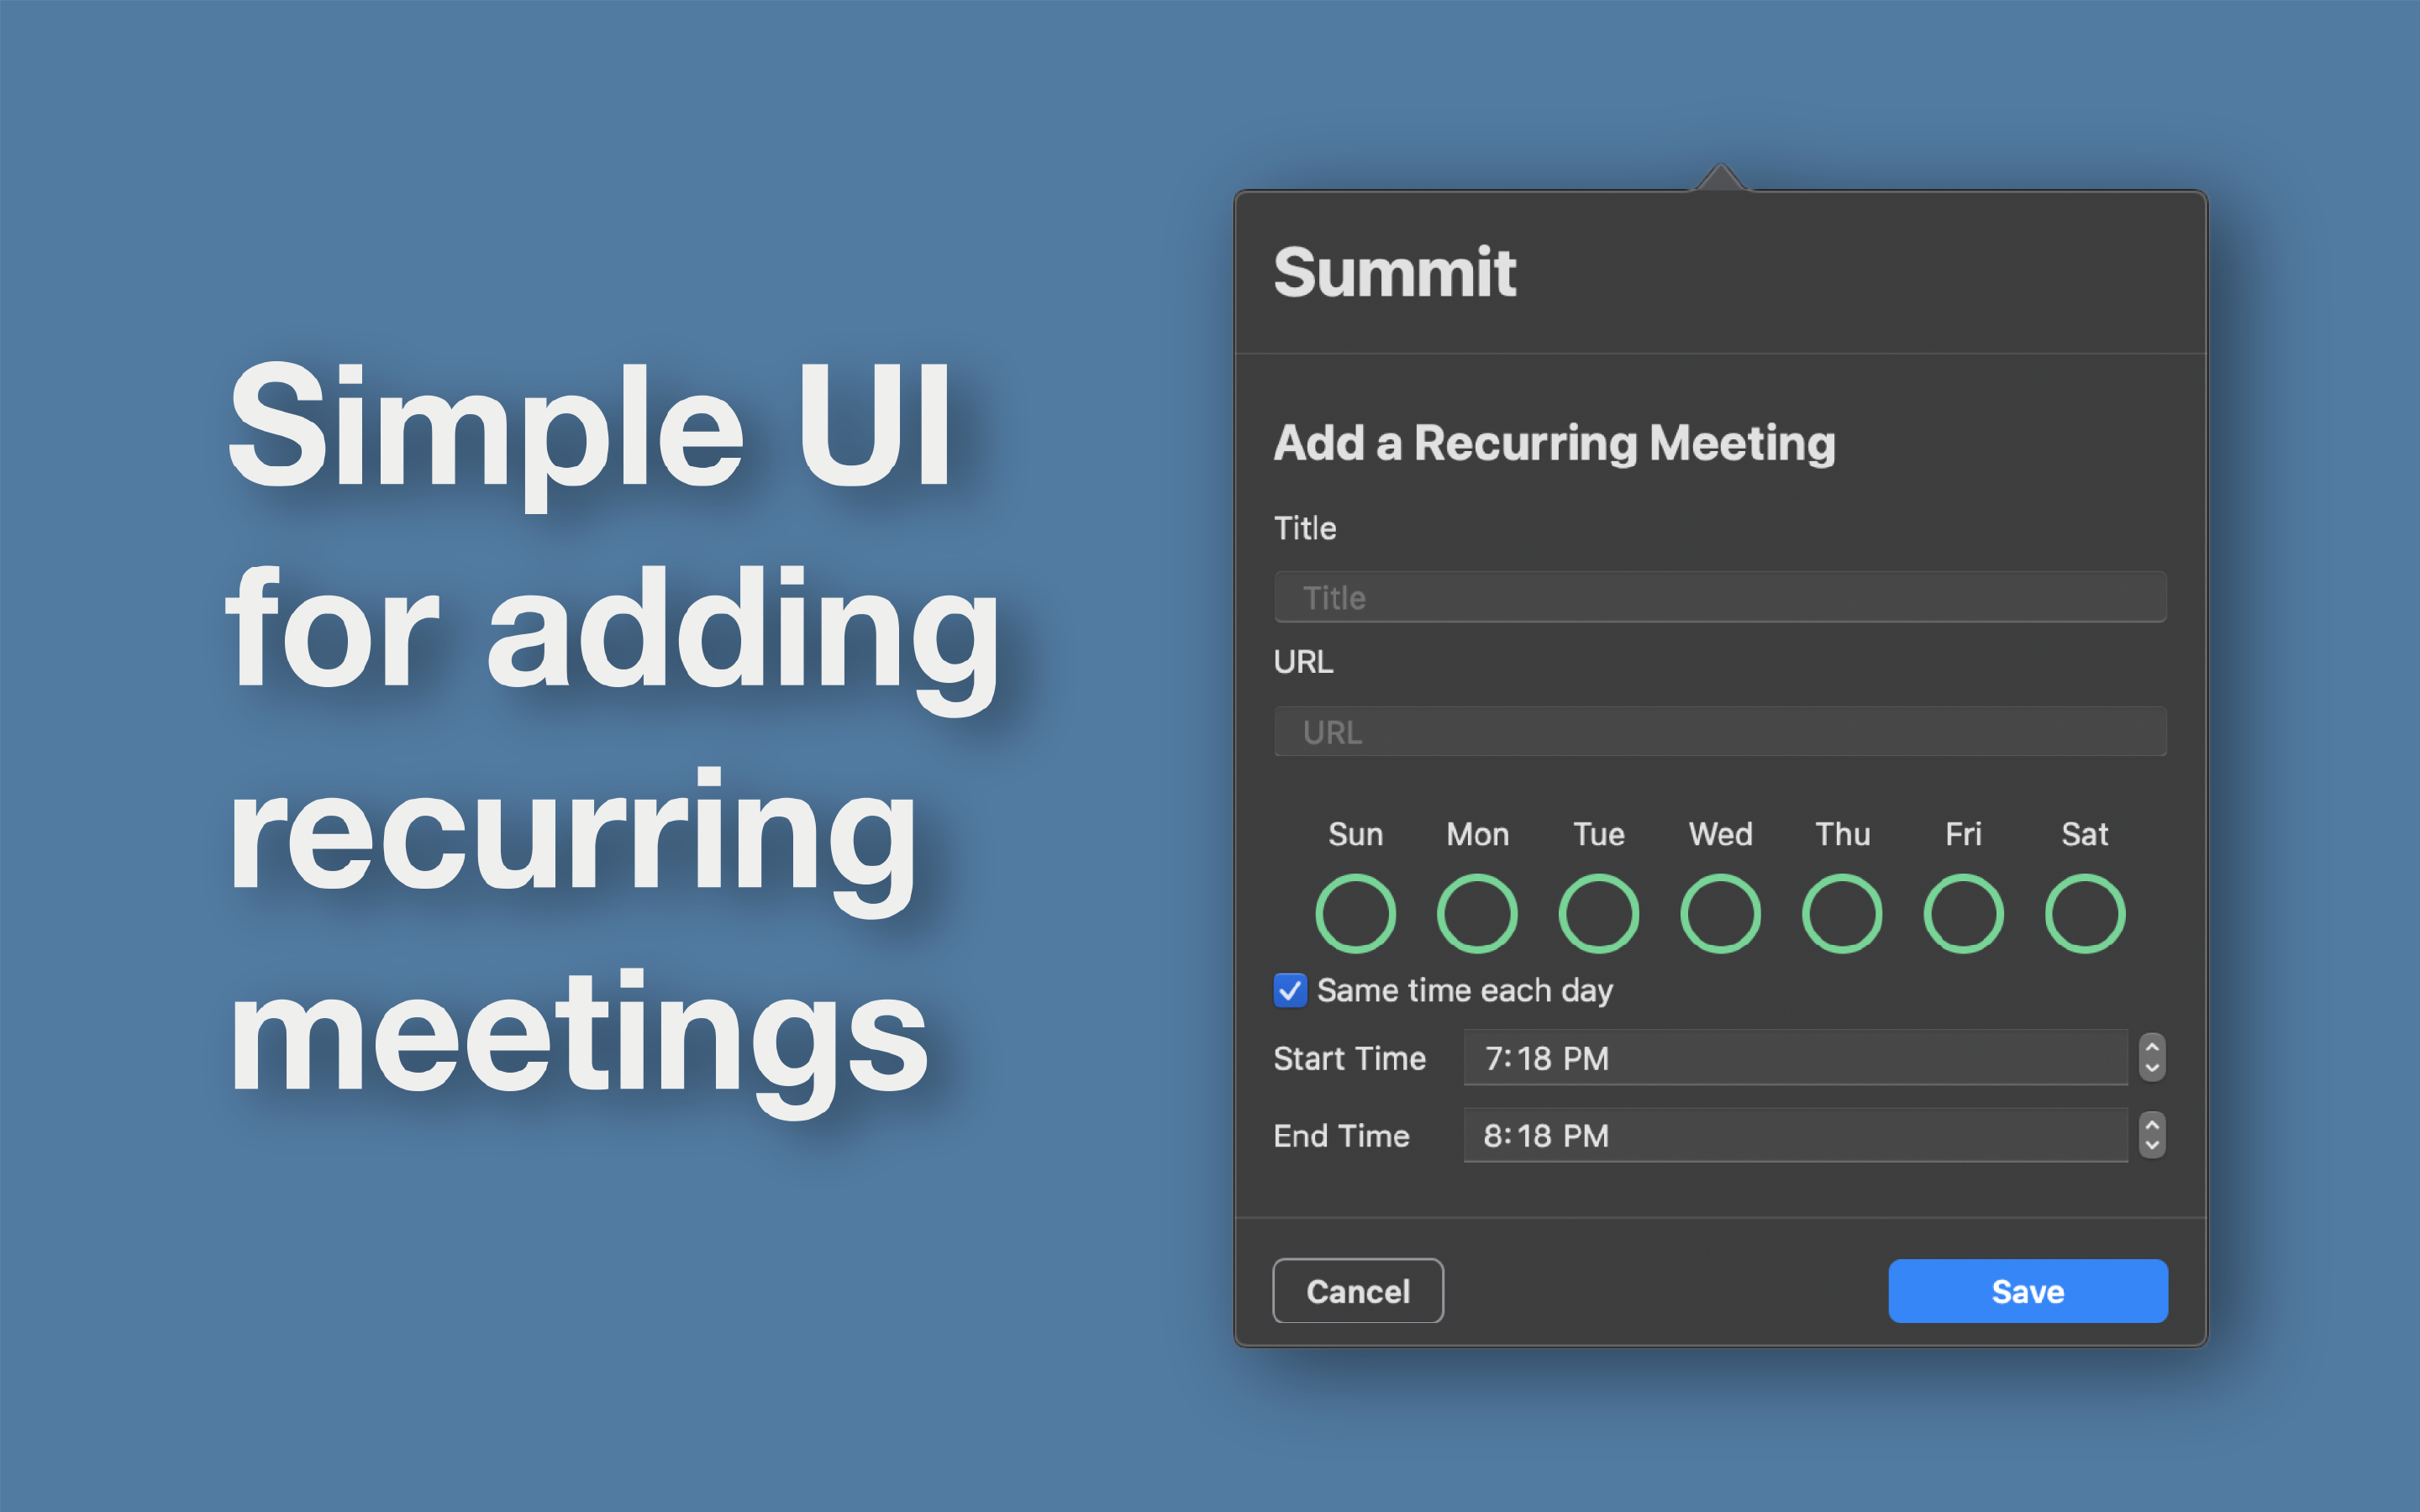 Simple UI
for adding
recurring
meetings
Summit
Add a Recurring Meeting
Title
Title
URL
URL
Sun Mon Tue Wed Thu Fri Sat
Same time each day
Start Time 7:18 PM
End Time 8:18 PM
Cancel Save